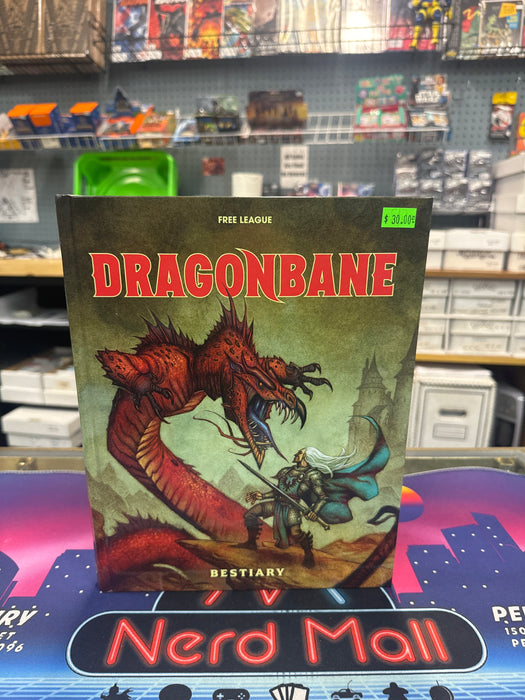 FREE LEAGUE
$ 30.00
DRAGONBANE
BESTIARY
Nerd Mall